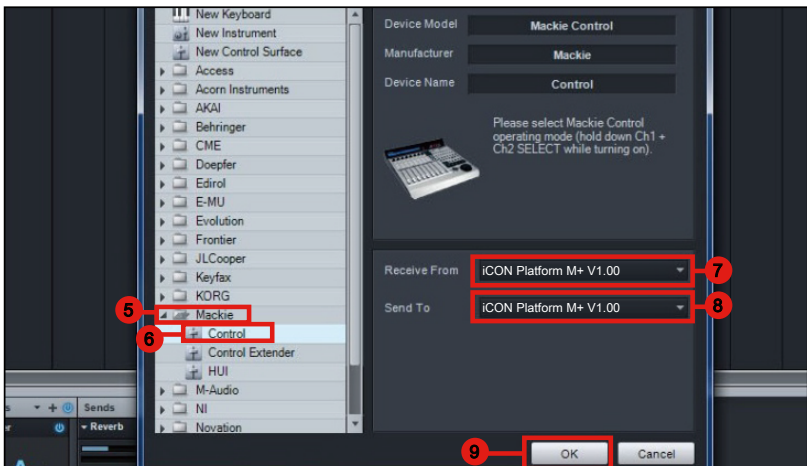 New Keyboard
New Instrument
New Control Surface
Access
Acorn Instruments
AKAI
Behringer
CME
Doepfer
Edirol
E-MU
Evolution
Frontier
JLCooper
Keyfax
KORG
5
Mackie
6
Control
Control Extender
HUI
M-Audio
NI
Novation
Device Model
Mackie Control
Manufacturer
Mackie
Device Name
Control
Please select Mackie Control
operating mode (hold down Ch1 +
Ch2 SELECT while turning on).
Receive From
iCON Platform M+ V1.00
7
Send To
iCON Platform M+ V1.00
8
Sends
Reverb
9
OK
Cancel